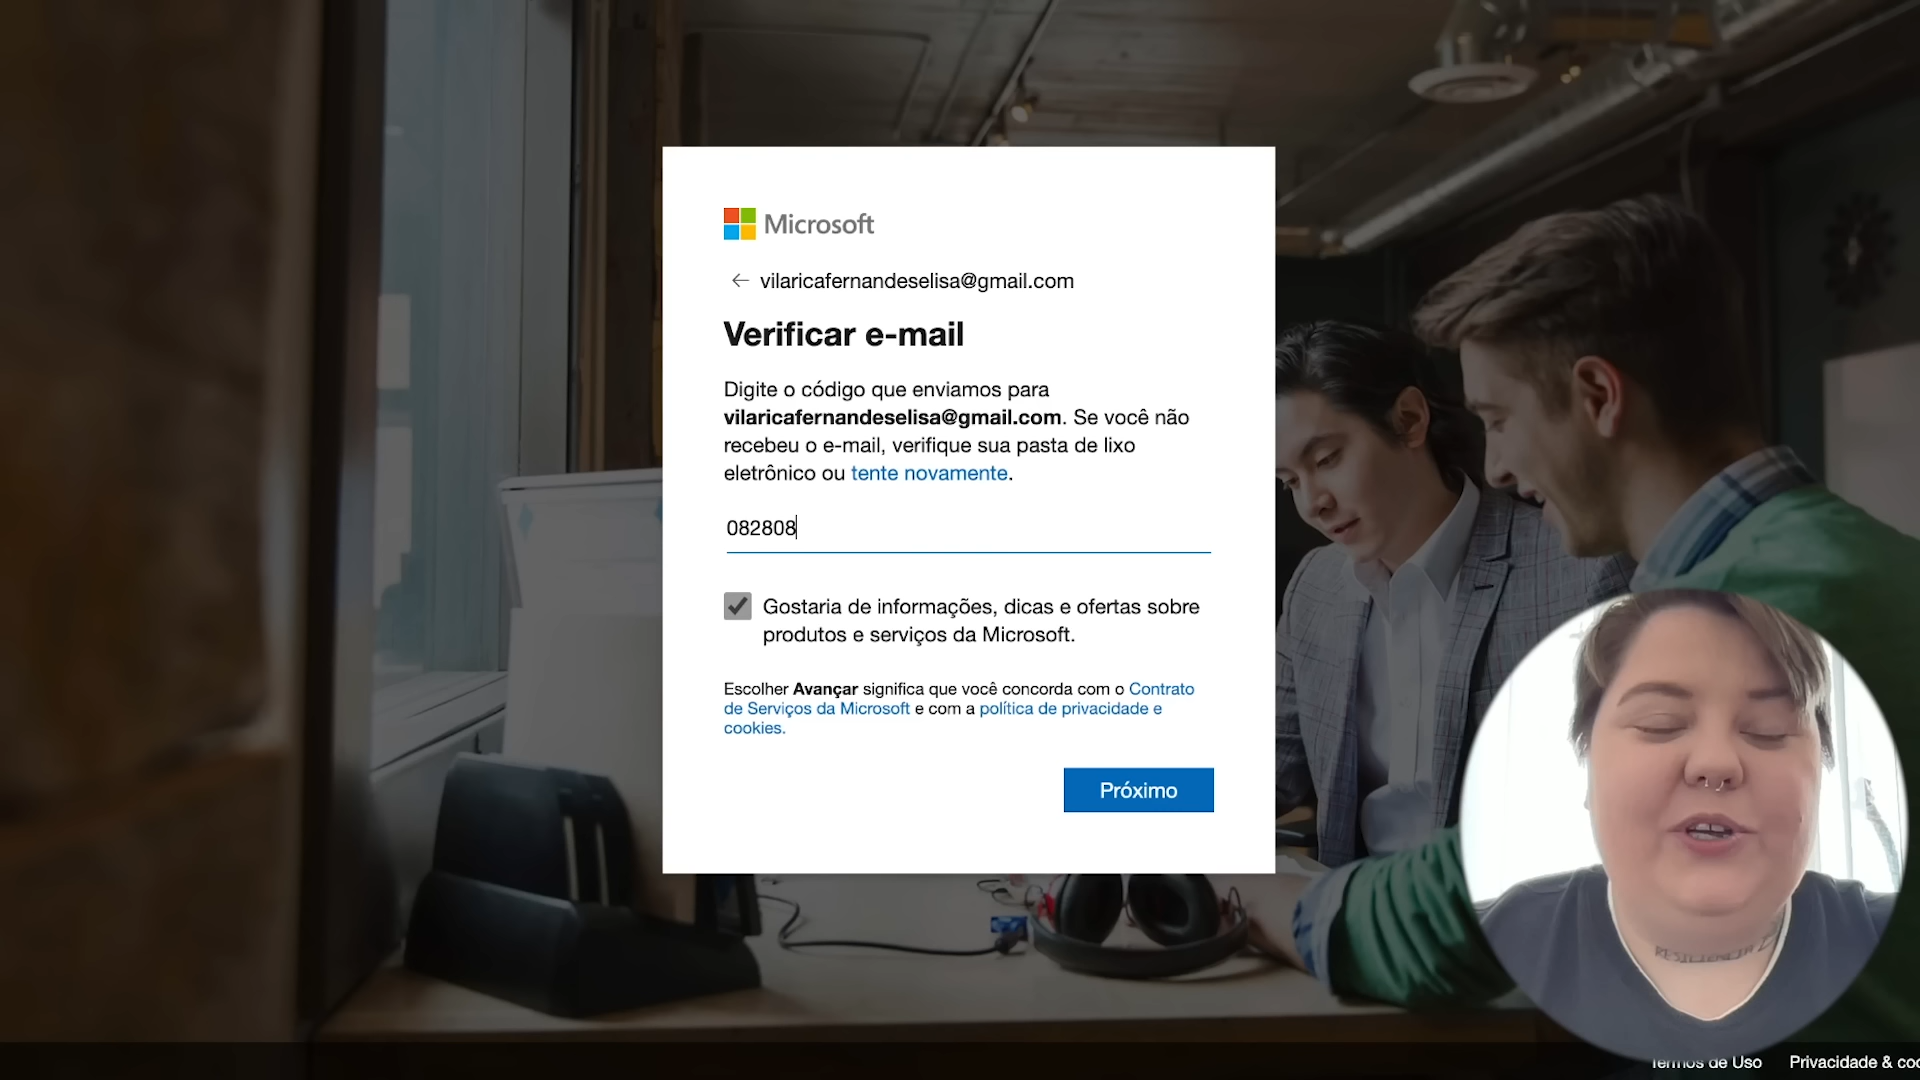 Microsoft
vilaricafernandeselisa@gmail.com
Verificar e-mail
Digite o código que enviamos para
vilaricafernandeselisa@gmail.com. Se você não
recebeu o e-mail, verifique sua pasta de lixo
eletrônico ou tente novamente.
082808
Gostaria de informações, dicas e ofertas sobre
produtos e serviços da Microsoft.
Escolher Avançar significa que você concorda com o Contrato
de Serviços da Microsoft e com a política de privacidade e
cookies.
Próximo
RESILIENCIA
Termos de Uso
Privacidade & coo